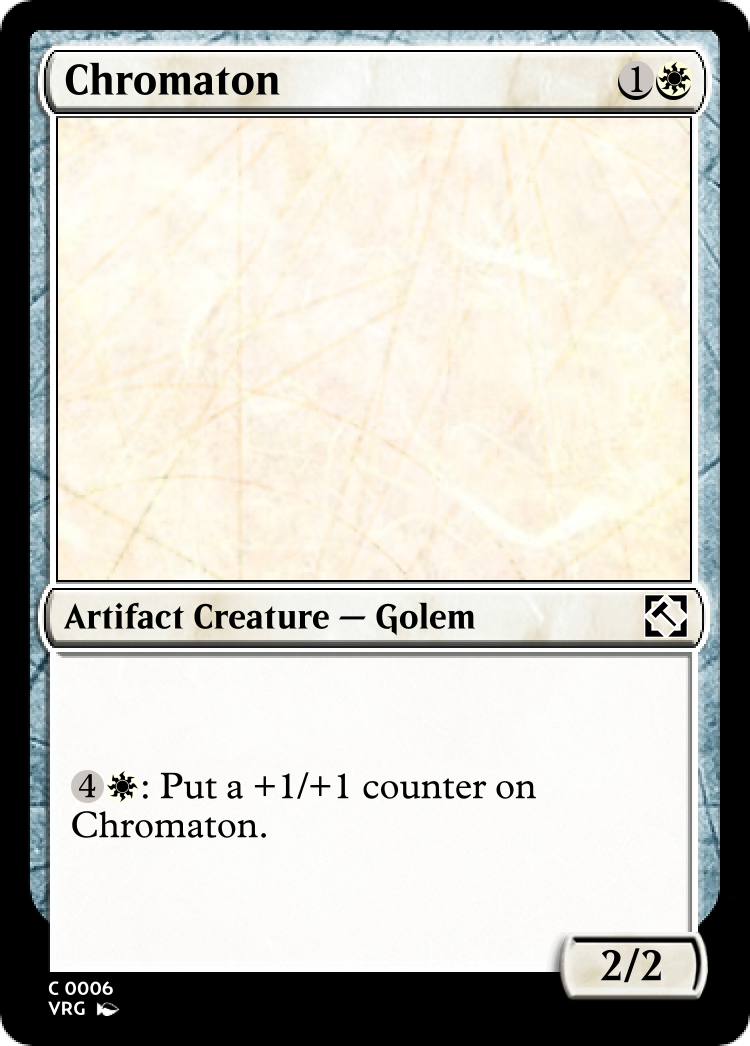 Chromaton 1
Artifact Creature — Golem
4 : Put a +1/+1 counter on
Chromaton.
2/2
C 0006
VRG